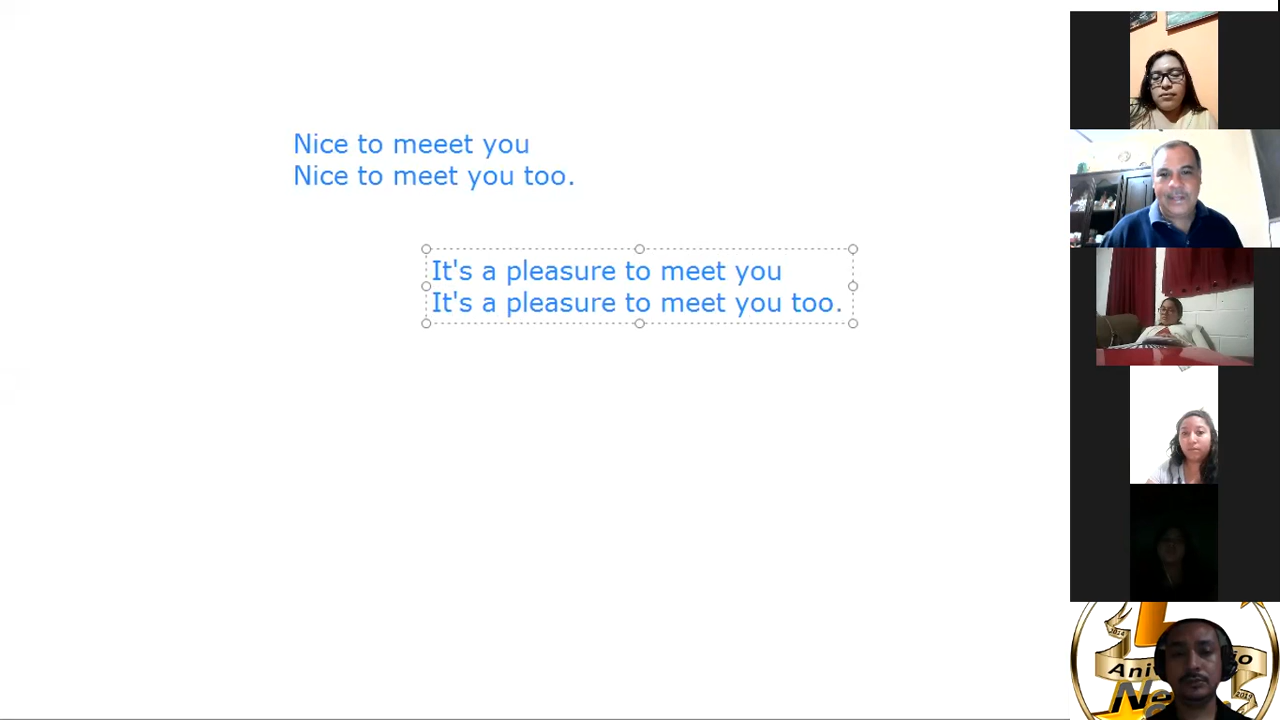 Nice to meeet you
Nice to meet you too.
It's a pleasure to meet you
It's a pleasure to meet you too.